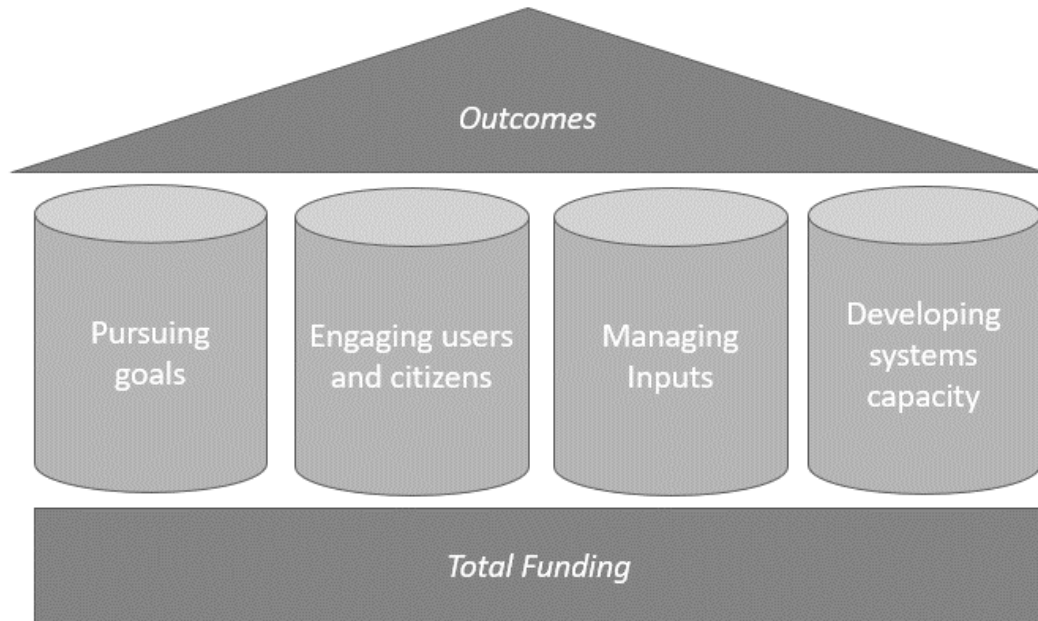 Outcomes
Pursuing
goals
Engaging users
and citizens
Managing
Inputs
Developing
systems
capacity
Total Funding